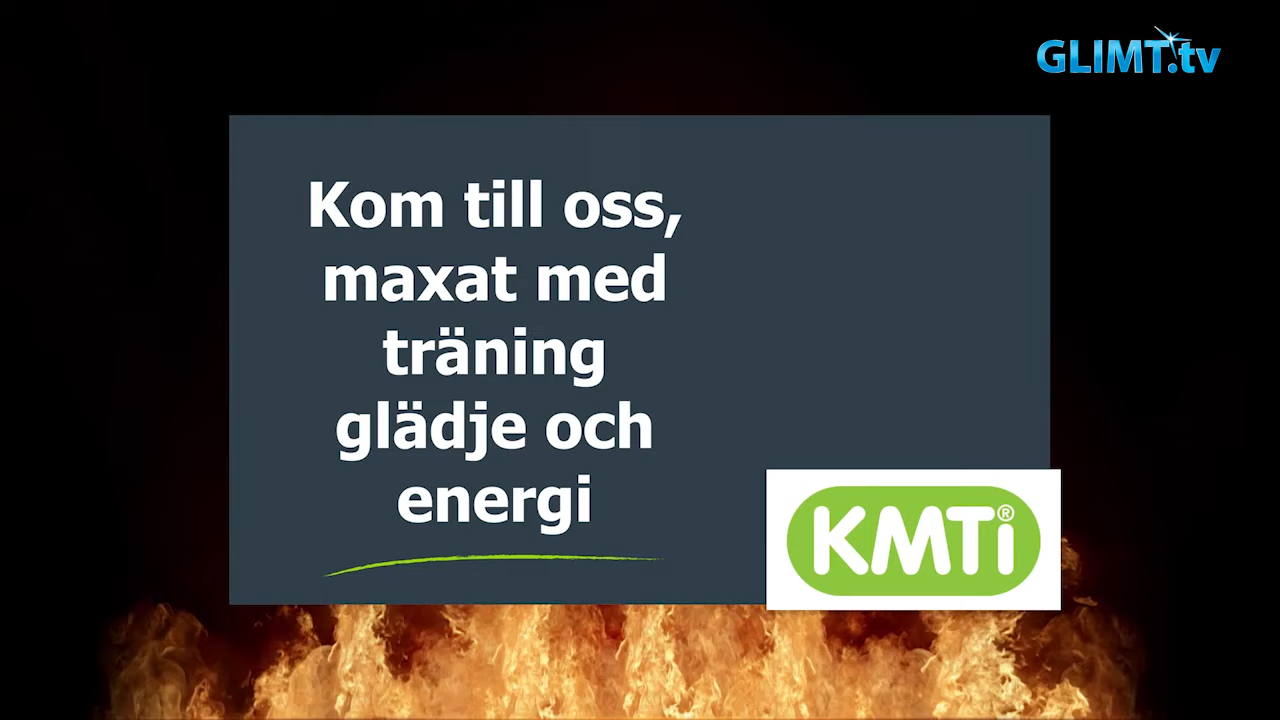 GLIMT.tv
Kom till oss,
maxat med
träning
glädje och
energi
KMTi®